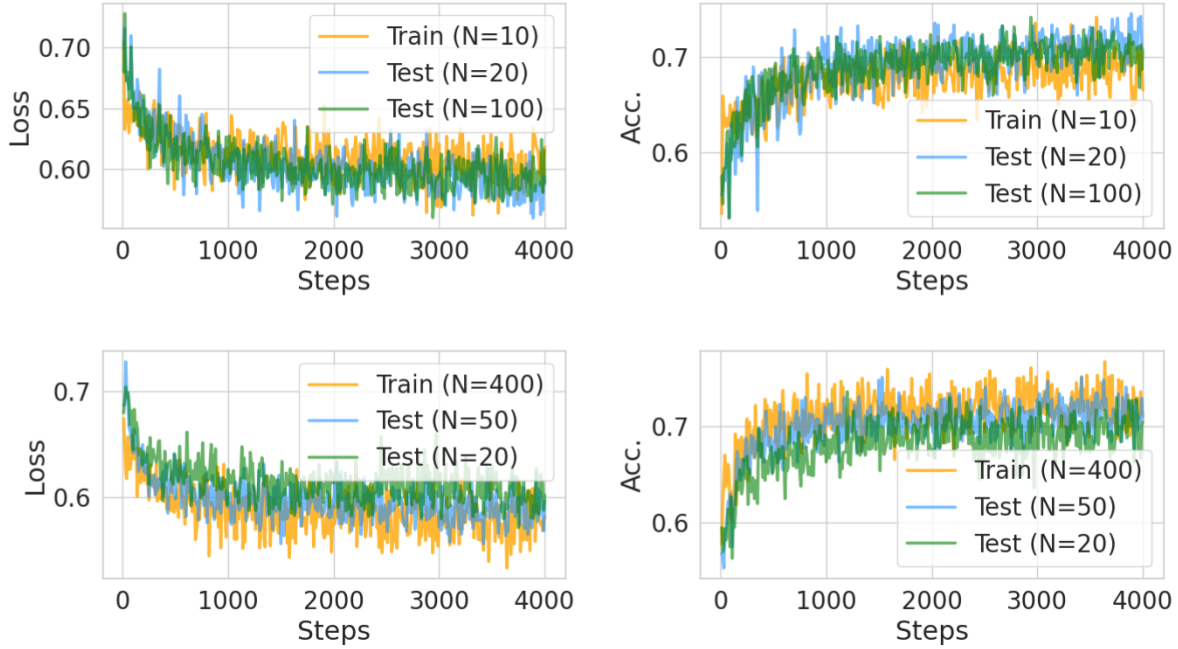 Loss
0.70
0.65
0.60
Train (N=10)
Test (N=20)
Test (N=100)
0 1000 2000 3000 4000
Steps
Acc.
0.7
0.6
Train (N=10)
Test (N=20)
Test (N=100)
0 1000 2000 3000 4000
Steps
Loss
0.7
0.6
Train (N=400)
Test (N=50)
Test (N=20)
0 1000 2000 3000 4000
Steps
Acc.
0.7
0.6
Train (N=400)
Test (N=50)
Test (N=20)
0 1000 2000 3000 4000
Steps